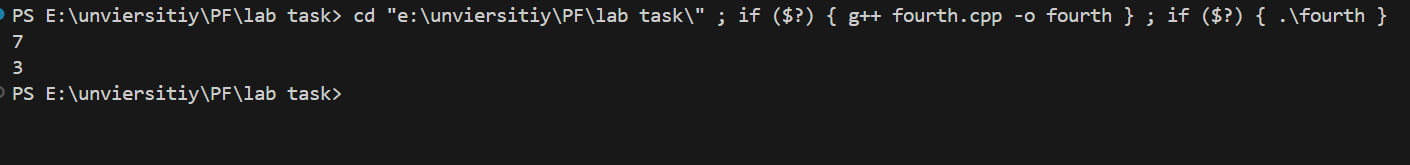 PS E:\unviersitiy\PF\lab task> cd "e:\unviersitiy\PF\lab task\" ; if ($?) { g++ fourth.cpp -o fourth } ; if ($?) { .\fourth }
7
3
PS E:\unviersitiy\PF\lab task>